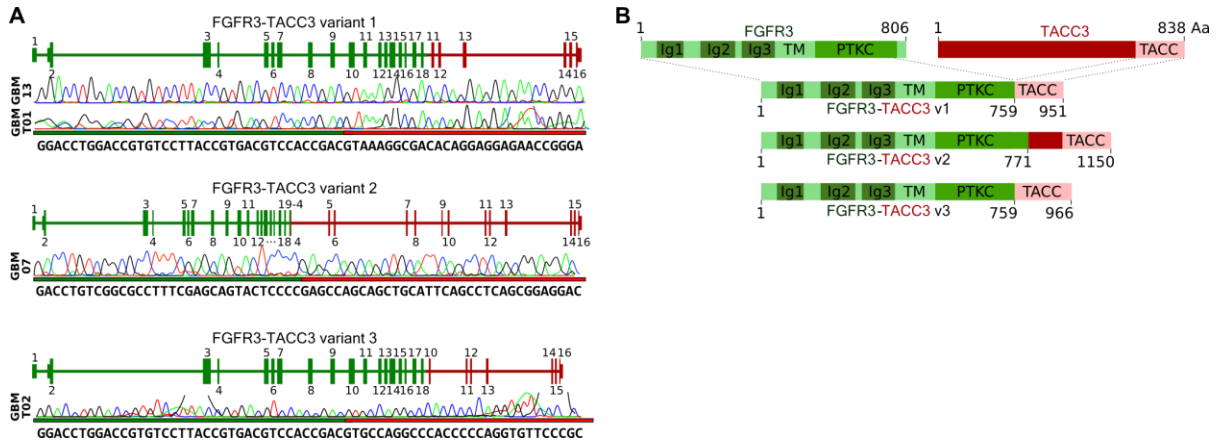 A
FGFR3-TACC3 variant 1
1 3 5 6 7 9 11 13 15 17 11 13 15
2 4 6 8 10 12 14 16 18 12 14 16
GBM 13
GBM T01
GGACCTGGACCGTGTCCTTACCGTGACGTCCACCGACGTAAAGGCGACACAGGAGGAGAACCGGGA
FGFR3-TACC3 variant 2
1 3 5 7 9 11 19-4 5 7 9 11 13 15
2 4 6 8 10 12 ... 18 4 6 8 10 12 14 16
GBM 07
GACCTGTCGGCGCCTTTCGAGCAGTACTCCCCGAGCCAGCAGCTGCATTCAGCCTCAGCGGAGGAC
FGFR3-TACC3 variant 3
1 3 5 7 9 11 13 15 17 10 12 14 16
2 4 6 8 10 12 14 16 18 11 13 15
GBM T02
GGACCTGGACCGTGTCCTTACCGTGACGTCCACCGACGTGCCAGGCCCACCCCCAGGTGTTCCCGC
B
1 FGFR3 806 1 TACC3 838 Aa
Ig1 Ig2 Ig3 TM PTKC TACC
Ig1 Ig2 Ig3 TM PTKC TACC
1 FGFR3-TACC3 v1 759 951
Ig1 Ig2 Ig3 TM PTKC TACC
1 FGFR3-TACC3 v2 771 1150
Ig1 Ig2 Ig3 TM PTKC TACC
1 FGFR3-TACC3 v3 759 966